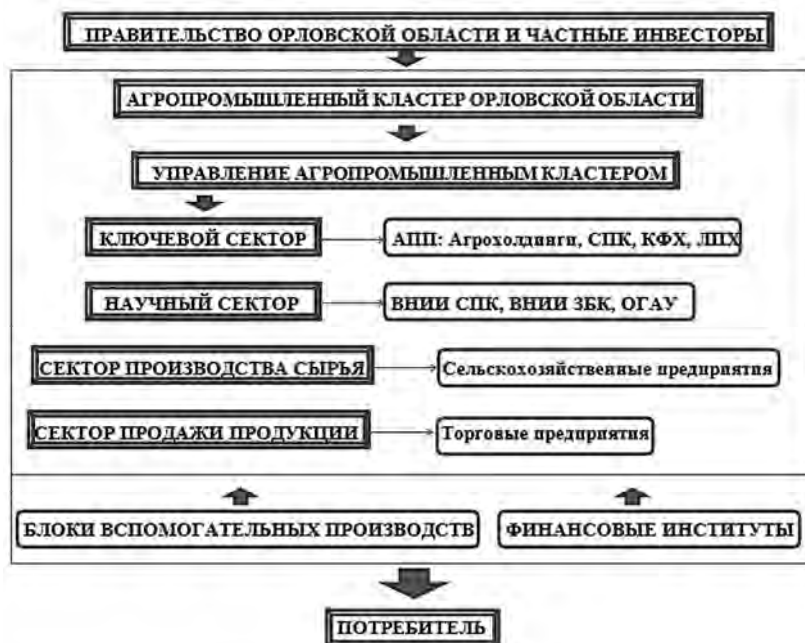 ПРАВИТЕЛЬСТВО ОРЛОВСКОЙ ОБЛАСТИ И ЧАСТНЫЕ ИНВЕСТОРЫ
АГРОПРОМЫШЛЕННЫЙ КЛАСТЕР ОРЛОВСКОЙ ОБЛАСТИ
УПРАВЛЕНИЕ АГРОПРОМЫШЛЕННЫМ КЛАСТЕРОМ
КЛЮЧЕВОЙ СЕКТОР
АПП: Агрохолдинги, СПК, КФХ, ЛПХ
НАУЧНЫЙ СЕКТОР
ВНИИ СПК, ВНИИ ЗБК, ОГАУ
СЕКТОР ПРОИЗВОДСТВА СЫРЬЯ
Сельскохозяйственные предприятия
СЕКТОР ПРОДАЖИ ПРОДУКЦИИ
Торговые предприятия
БЛОКИ ВСПОМОГАТЕЛЬНЫХ ПРОИЗВОДСТВ
ФИНАНСОВЫЕ ИНСТИТУТЫ
ПОТРЕБИТЕЛЬ